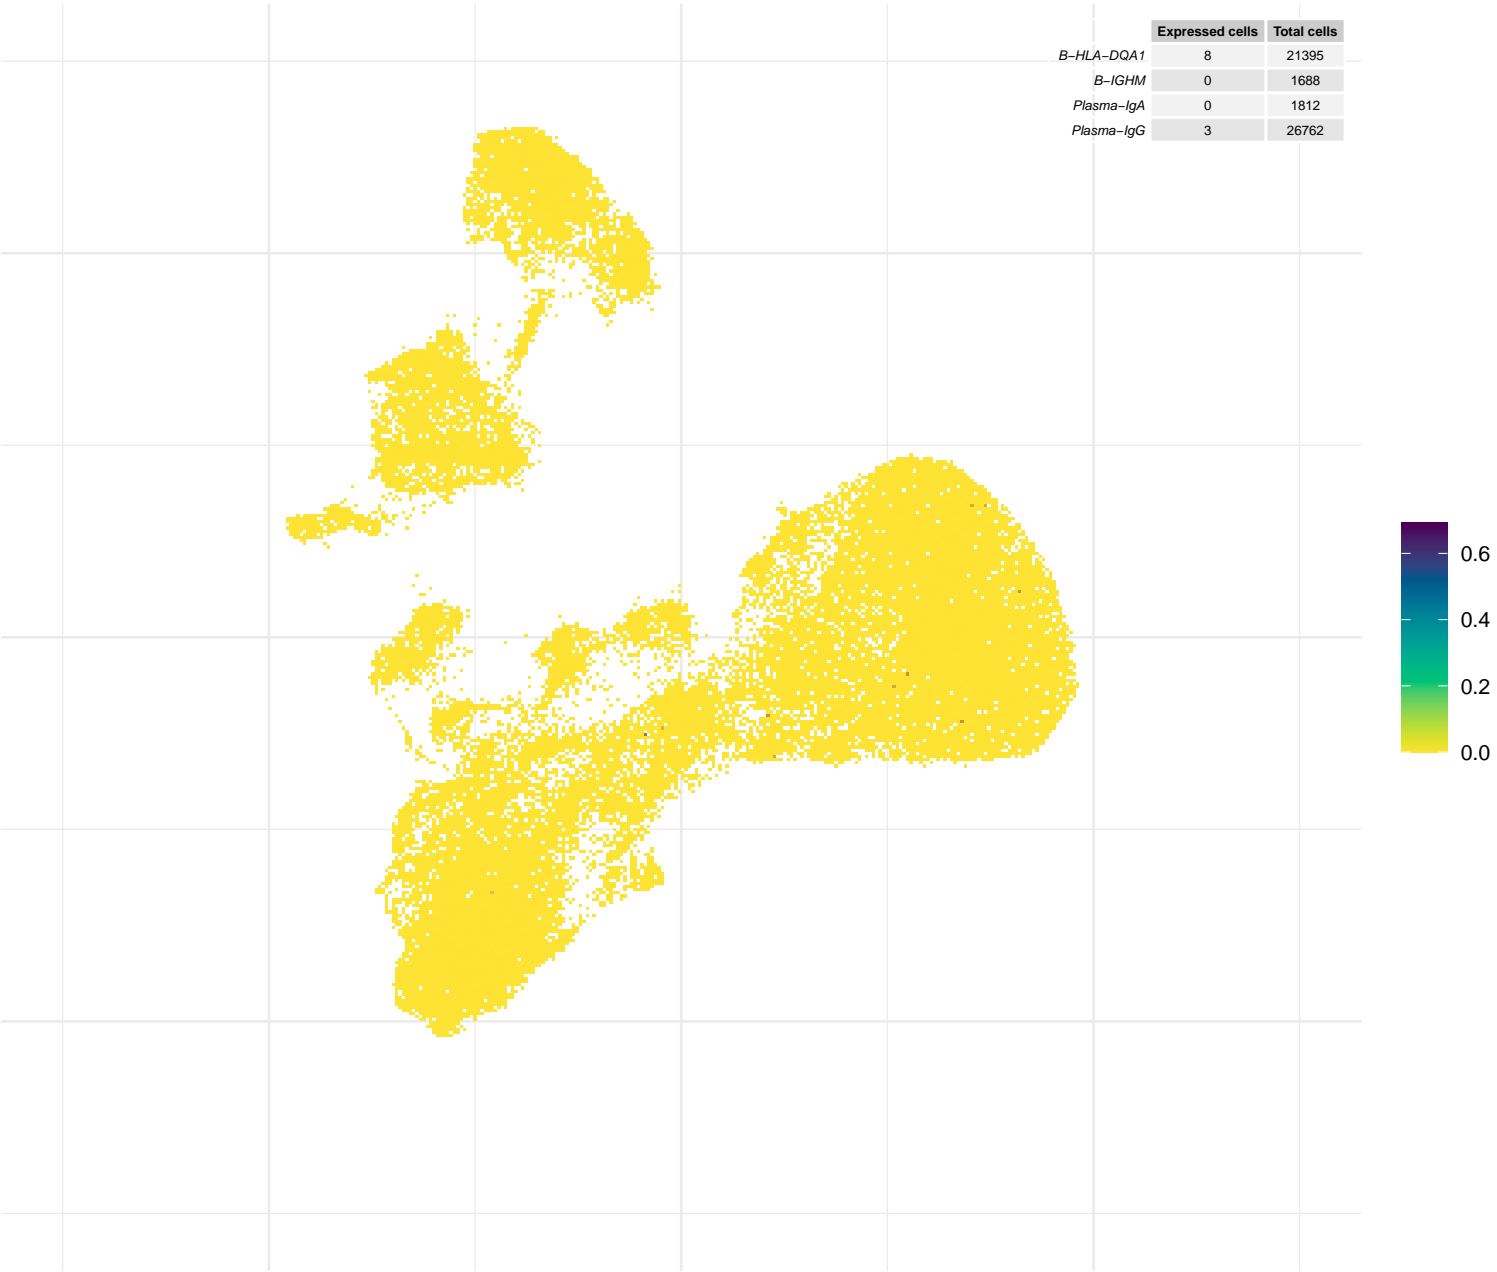 Expressed cells Total cells
B−HLA−DQA1 8 21395
B−IGHM 0 1688
Plasma−IgA 0 1812
Plasma−IgG 3 26762
0.6
0.4
0.2
0.0